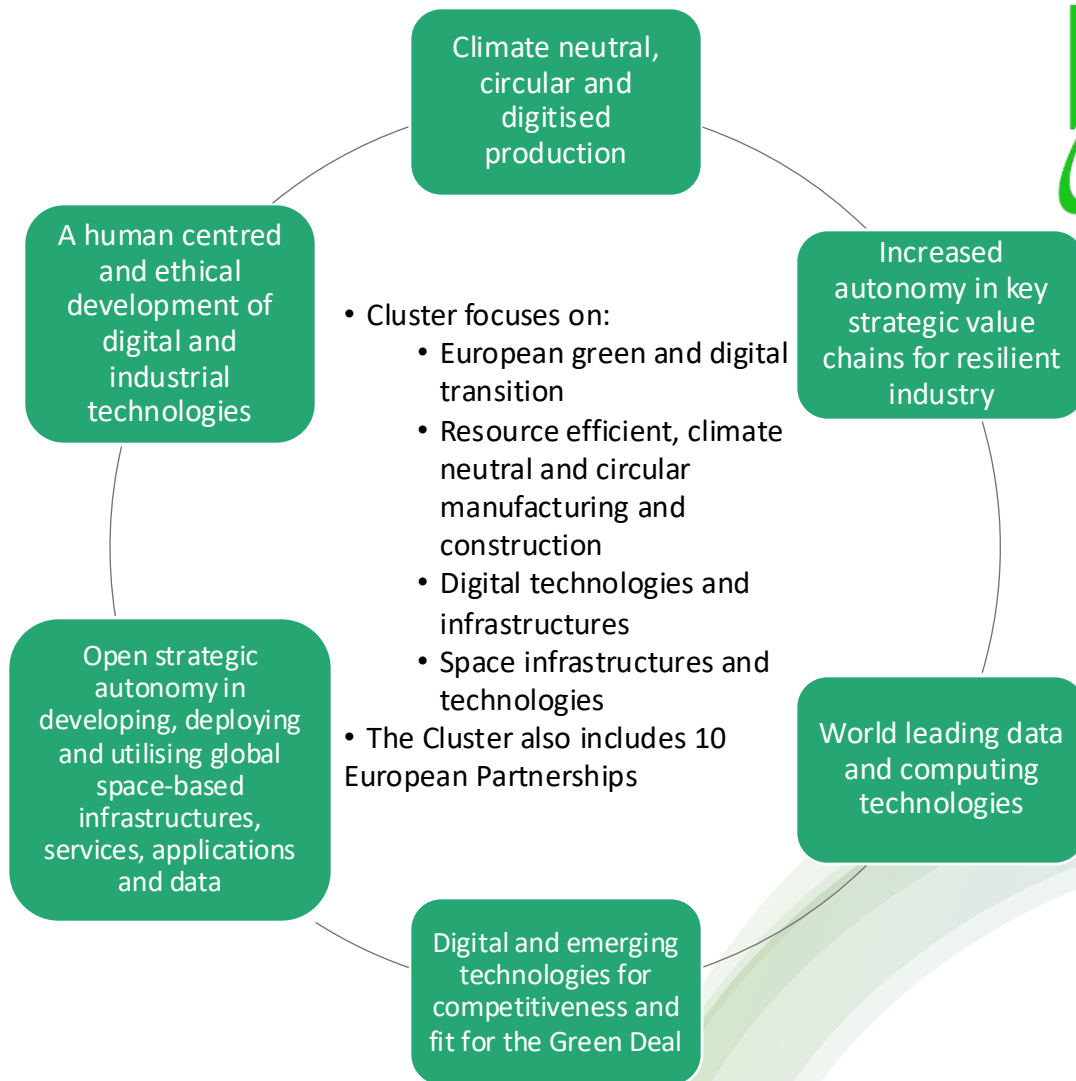 Climate neutral,
circular and
digitised
production
Increased
autonomy in key
strategic value
chains for resilient
industry
World leading data
and computing
technologies
Digital and emerging
technologies for
competitiveness and
fit for the Green Deal
Open strategic
autonomy in
developing, deploying
and utilising global
space-based
infrastructures,
services, applications
and data
A human centred
and ethical
development of
digital and
industrial
technologies
• Cluster focuses on:
• European green and digital
transition
• Resource efficient, climate
neutral and circular
manufacturing and
construction
• Digital technologies and
infrastructures
• Space infrastructures and
technologies
• The Cluster also includes 10
European Partnerships